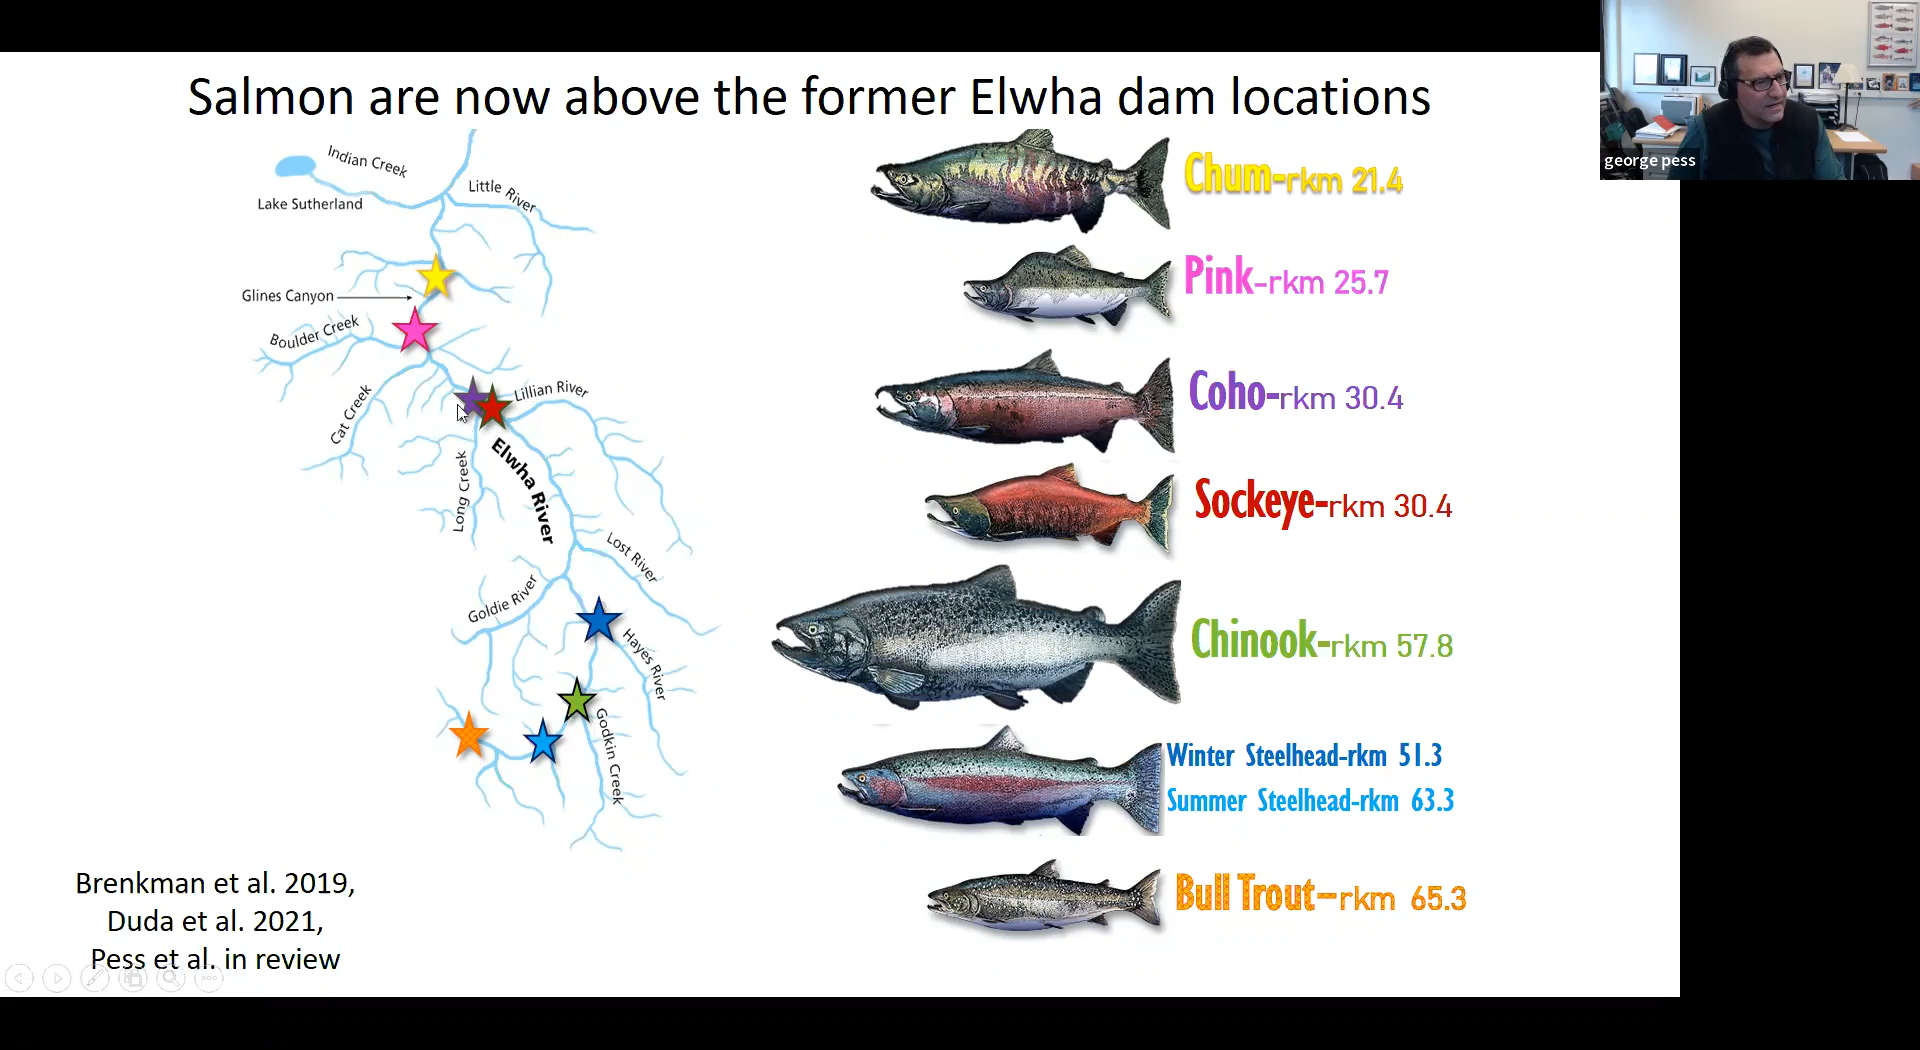 Salmon are now above the former Elwha dam locations
george pess
Indian Creek
Little River
Lake Sutherland
Glines Canyon
Boulder Creek
Cat Creek
Lillian River
Long Creek
Elwha River
Lost River
Goldie River
Hayes River
Godkin Creek
Chum-rkm 21.4
Pink-rkm 25.7
Coho-rkm 30.4
Sockeye-rkm 30.4
Chinook-rkm 57.8
Winter Steelhead-rkm 51.3
Summer Steelhead-rkm 63.3
Bull Trout–rkm 65.3
Brenkman et al. 2019,
Duda et al. 2021,
Pess et al. in review